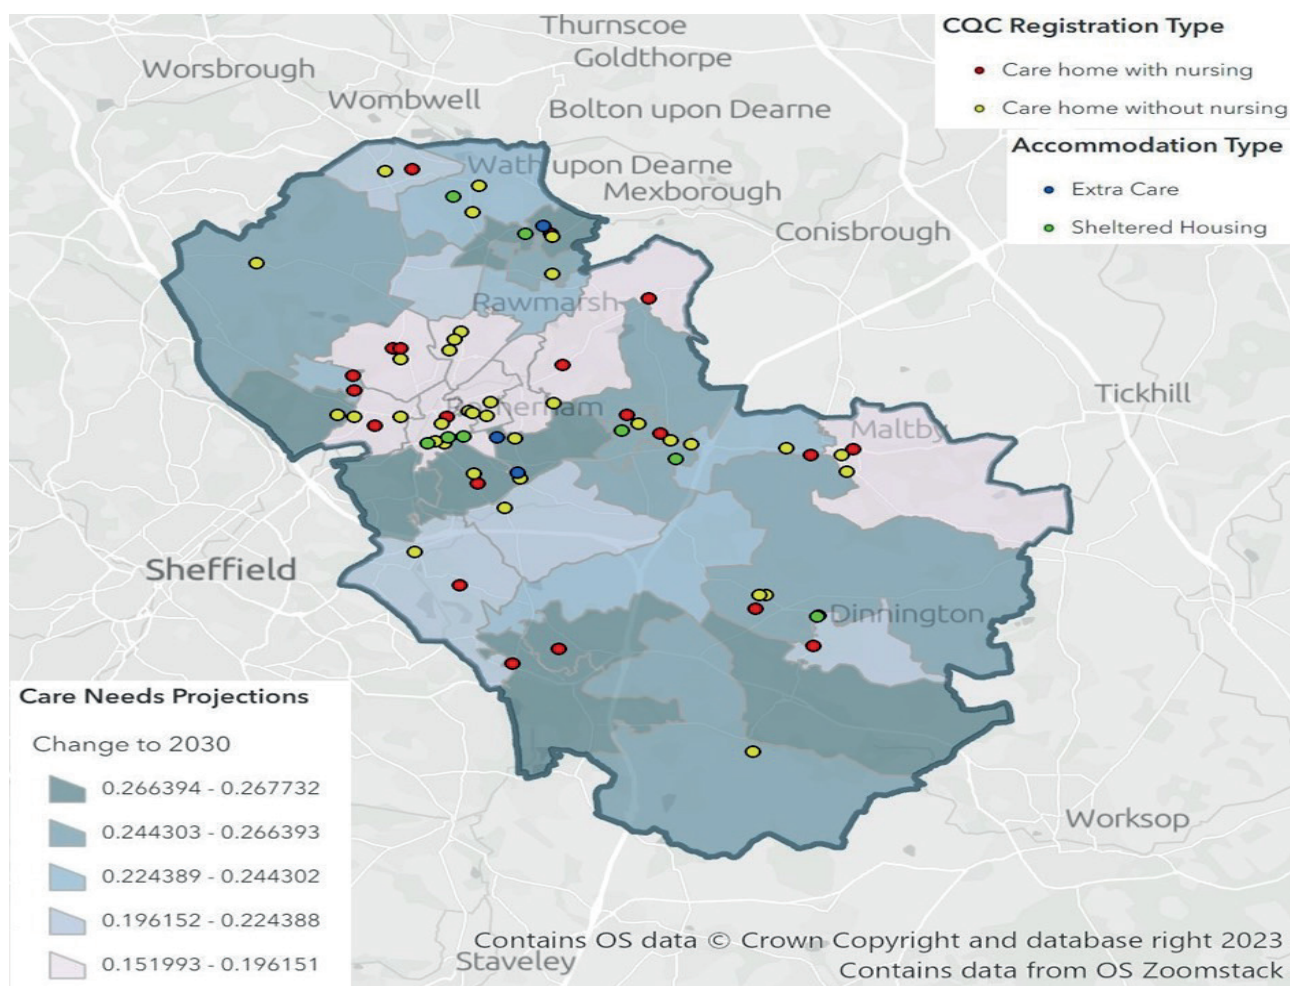 Thurnscoe
Goldthorpe
Worsbrough
Wombwell
Bolton upon Dearne
Wath upon Dearne
Mexborough
Conisbrough
Rawmarsh
Rotherham
Tickhill
Maltby
Sheffield
Dinnington
Worksop
Staveley
CQC Registration Type
Care home with nursing
Care home without nursing
Accommodation Type
Extra Care
Sheltered Housing
Care Needs Projections
Change to 2030
0.266394 - 0.267732
0.244303 - 0.266393
0.224389 - 0.244302
0.196152 - 0.224388
0.151993 - 0.196151
Contains OS data © Crown Copyright and database right 2023
Contains data from OS Zoomstack